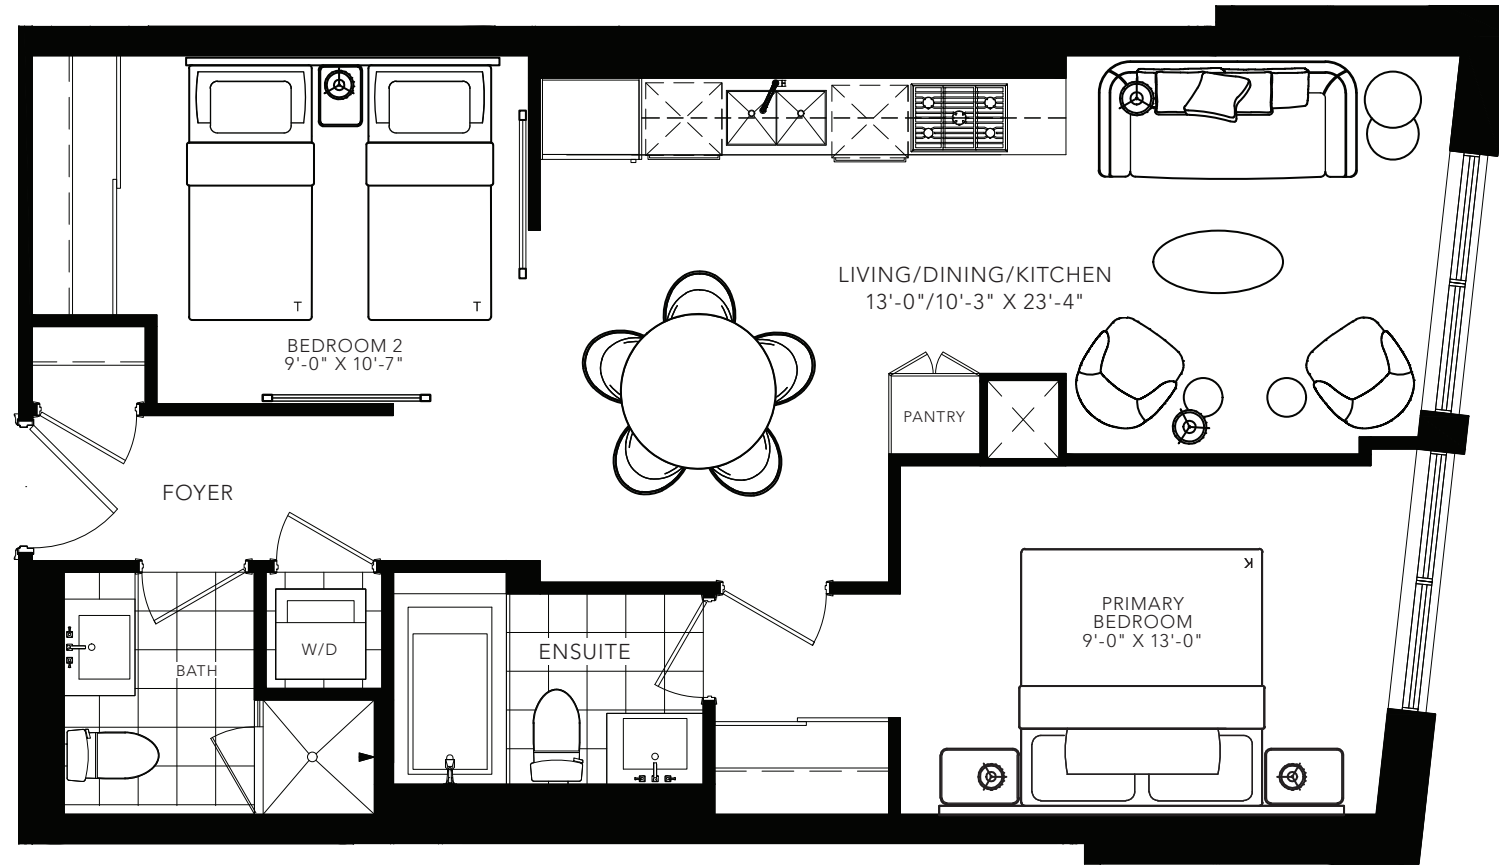 T
T
BEDROOM 2
9'-0" X 10'-7"
LIVING/DINING/KITCHEN
13'-0"/10'-3" X 23'-4"
PANTRY
FOYER
K
PRIMARY
BEDROOM
9'-0" X 13'-0"
W/D
ENSUITE
BATH